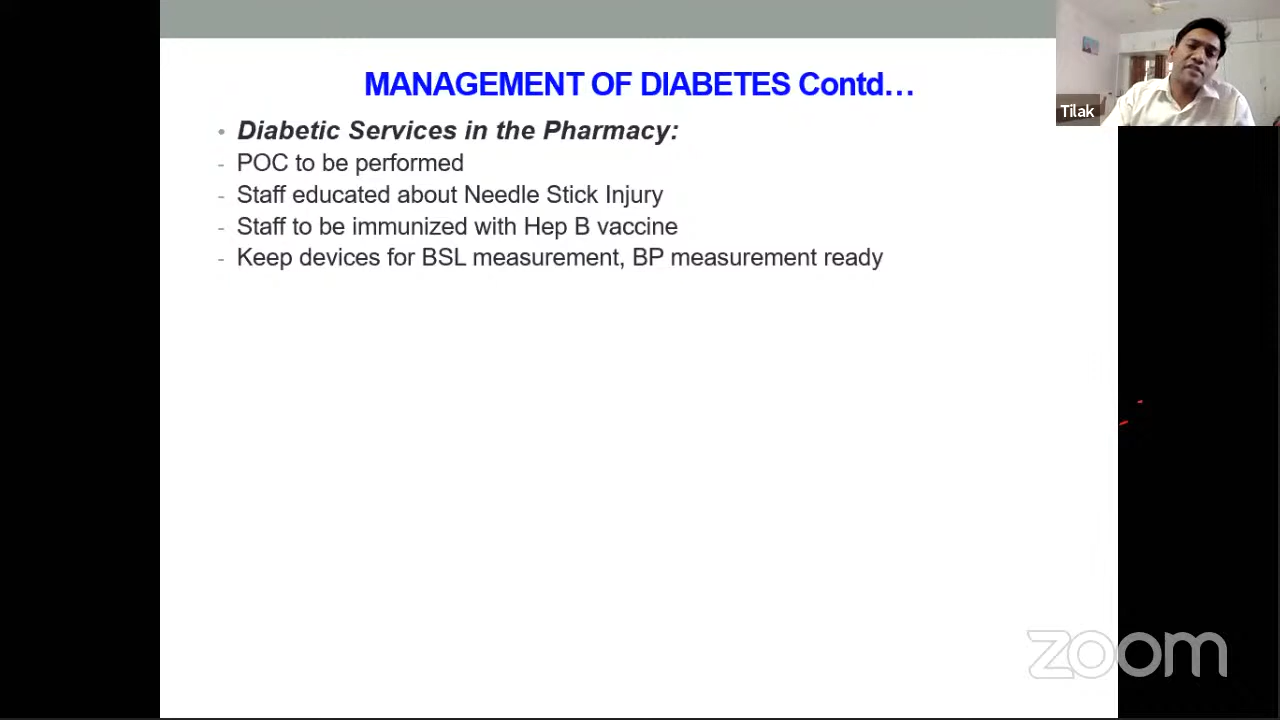 MANAGEMENT OF DIABETES Contd...
• Diabetic Services in the Pharmacy:
- POC to be performed
- Staff educated about Needle Stick Injury
- Staff to be immunized with Hep B vaccine
- Keep devices for BSL measurement, BP measurement ready
Tilak
zoom